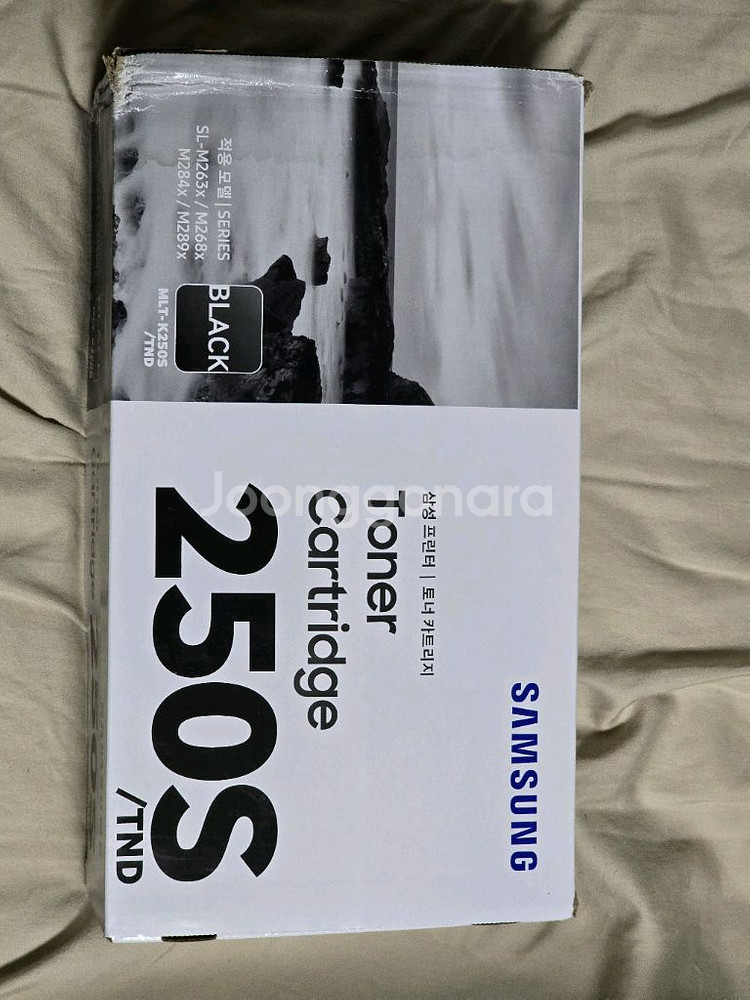 SAMSUNG
삼성 프린터 | 토너 카트리지
Toner
Cartridge
250S
/TND
적용 모델 | SERIES
SL-M263x / M268x
M284x / M289x
BLACK
MLT-K250S
/TND
Joonggonara